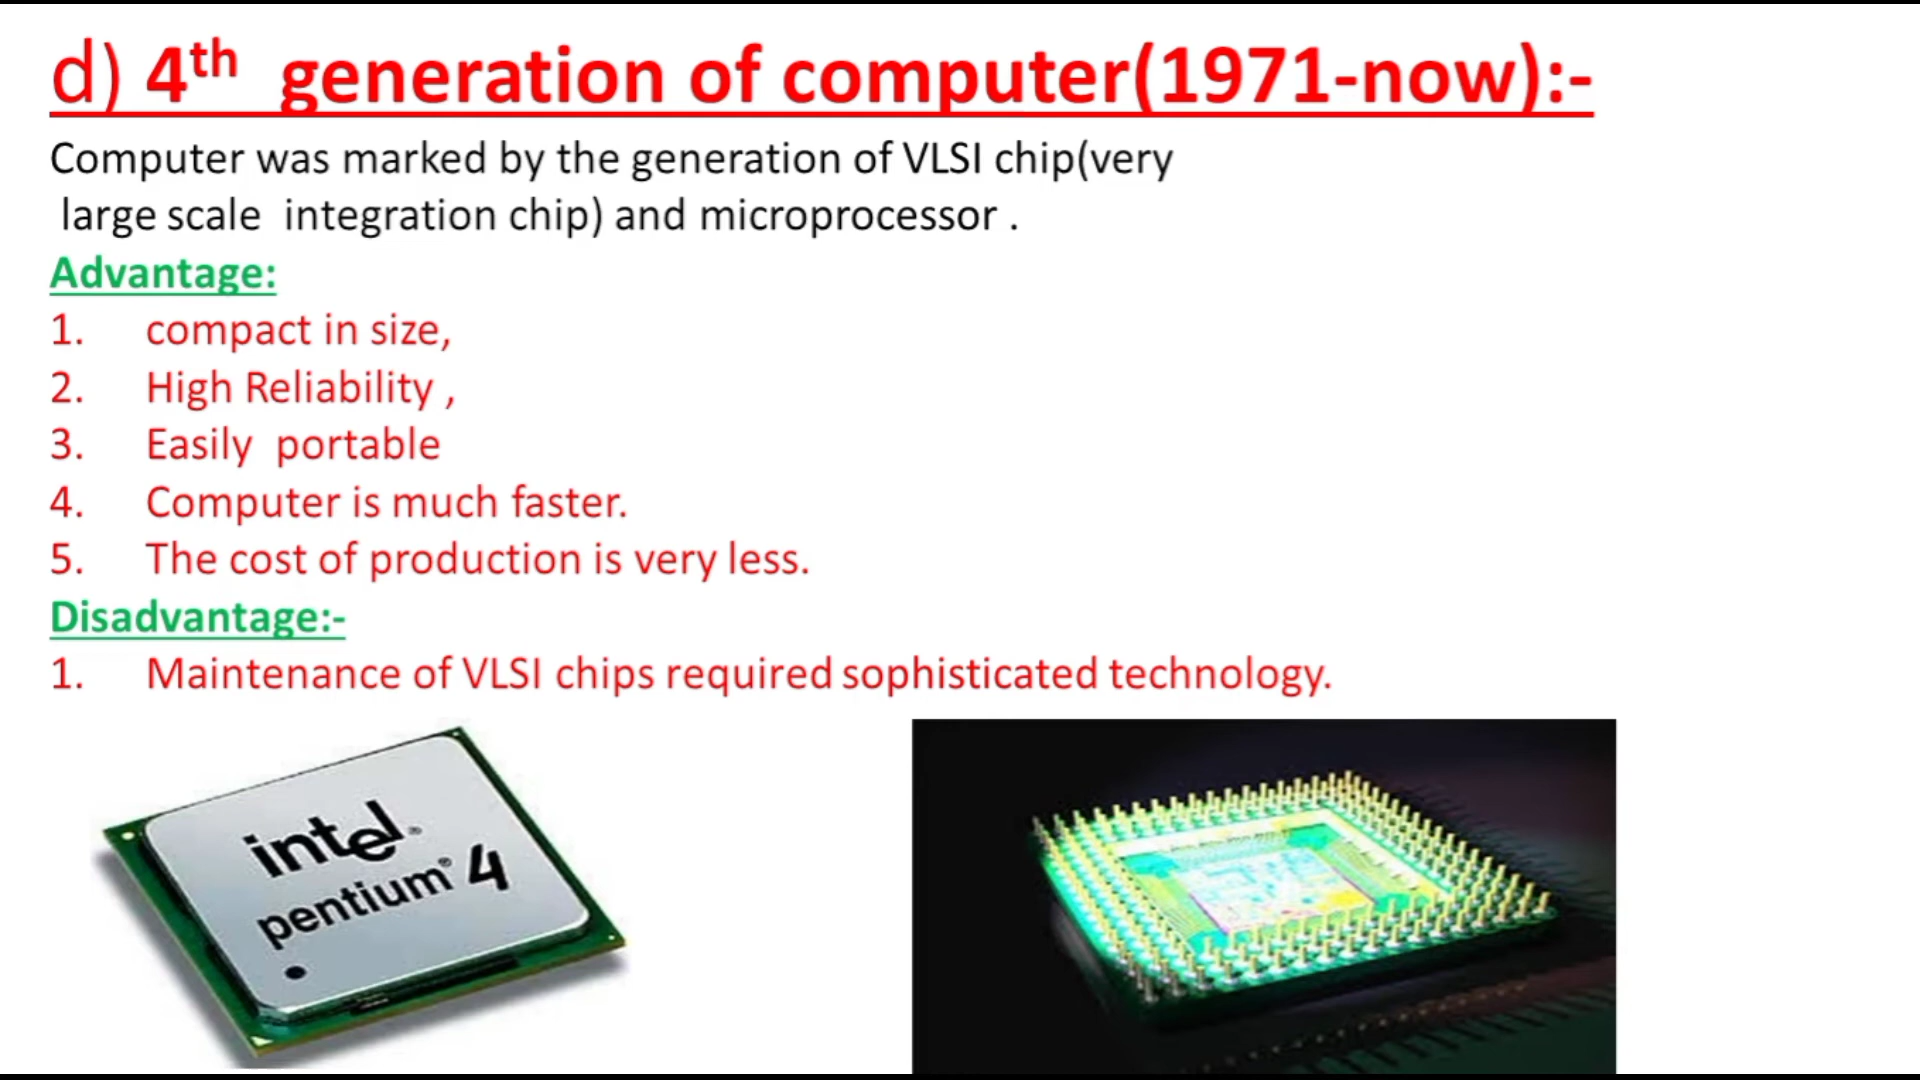 d) 4th generation of computer(1971-now):-
Computer was marked by the generation of VLSI chip(very
large scale integration chip) and microprocessor .
Advantage:
1. compact in size,
2. High Reliability ,
3. Easily portable
4. Computer is much faster.
5. The cost of production is very less.
Disadvantage:-
1. Maintenance of VLSI chips required sophisticated technology.
intel®
pentium® 4